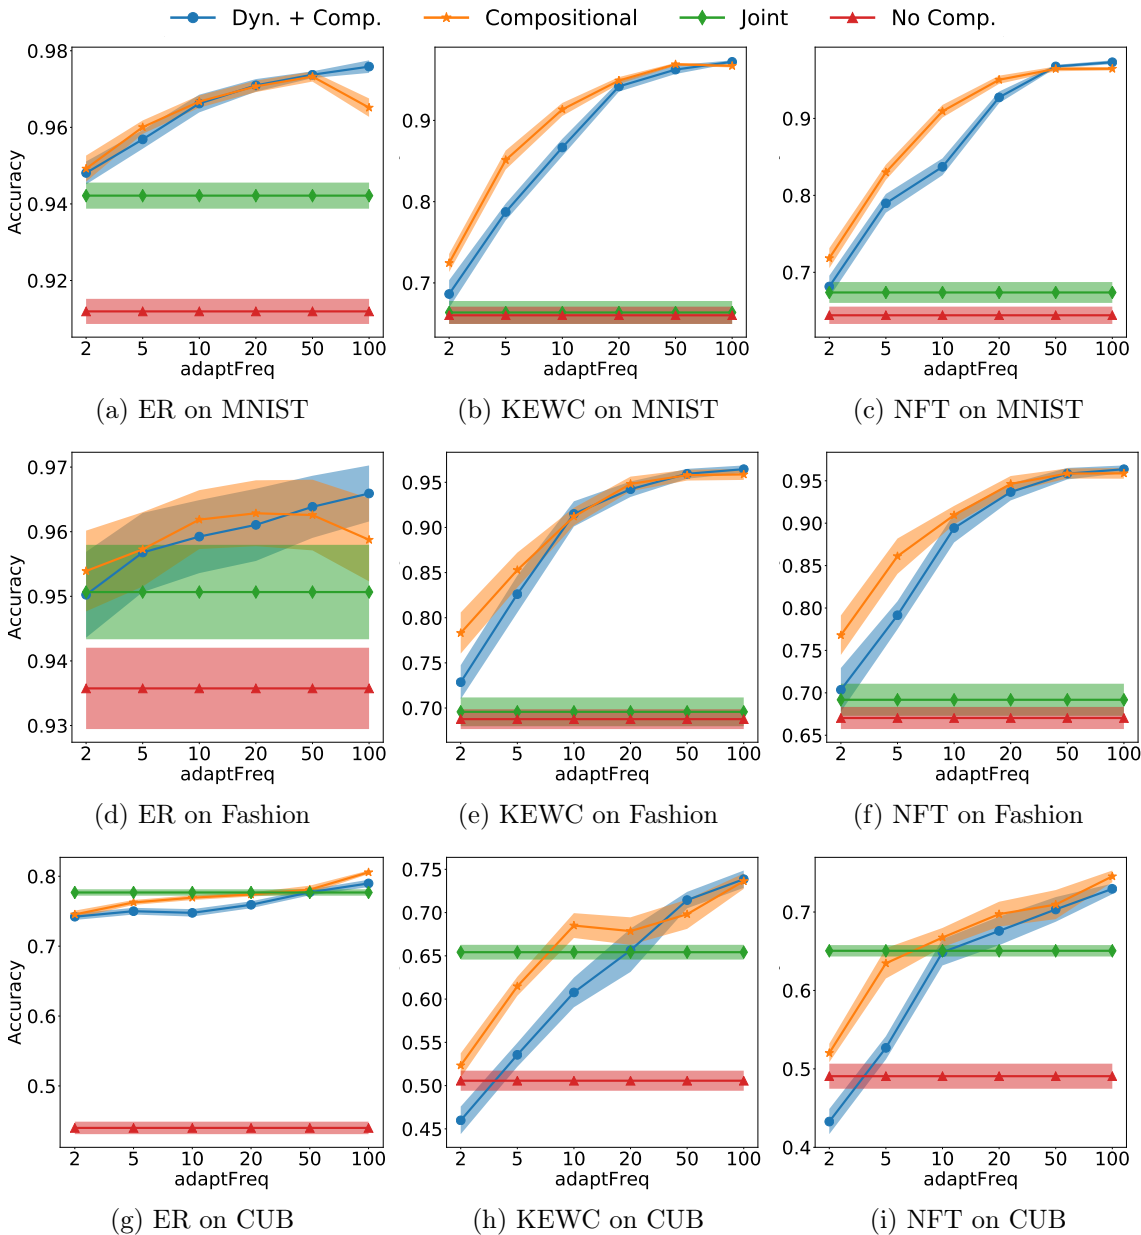 Dyn. + Comp. Compositional Joint No Comp.
0.98
0.96
0.94
0.92
Accuracy
2 5 10 20 50 100
adaptFreq
(a) ER on MNIST
0.9
0.8
0.7
2 5 10 20 50 100
adaptFreq
(b) KEWC on MNIST
0.9
0.8
0.7
2 5 10 20 50 100
adaptFreq
(c) NFT on MNIST
0.97
0.96
0.95
0.94
0.93
Accuracy
2 5 10 20 50 100
adaptFreq
(d) ER on Fashion
0.95
0.90
0.85
0.80
0.75
0.70
2 5 10 20 50 100
adaptFreq
(e) KEWC on Fashion
0.95
0.90
0.85
0.80
0.75
0.70
0.65
2 5 10 20 50 100
adaptFreq
(f) NFT on Fashion
0.8
0.7
0.6
0.5
Accuracy
2 5 10 20 50 100
adaptFreq
(g) ER on CUB
0.75
0.70
0.65
0.60
0.55
0.50
0.45
2 5 10 20 50 100
adaptFreq
(h) KEWC on CUB
0.7
0.6
0.5
0.4
2 5 10 20 50 100
adaptFreq
(i) NFT on CUB